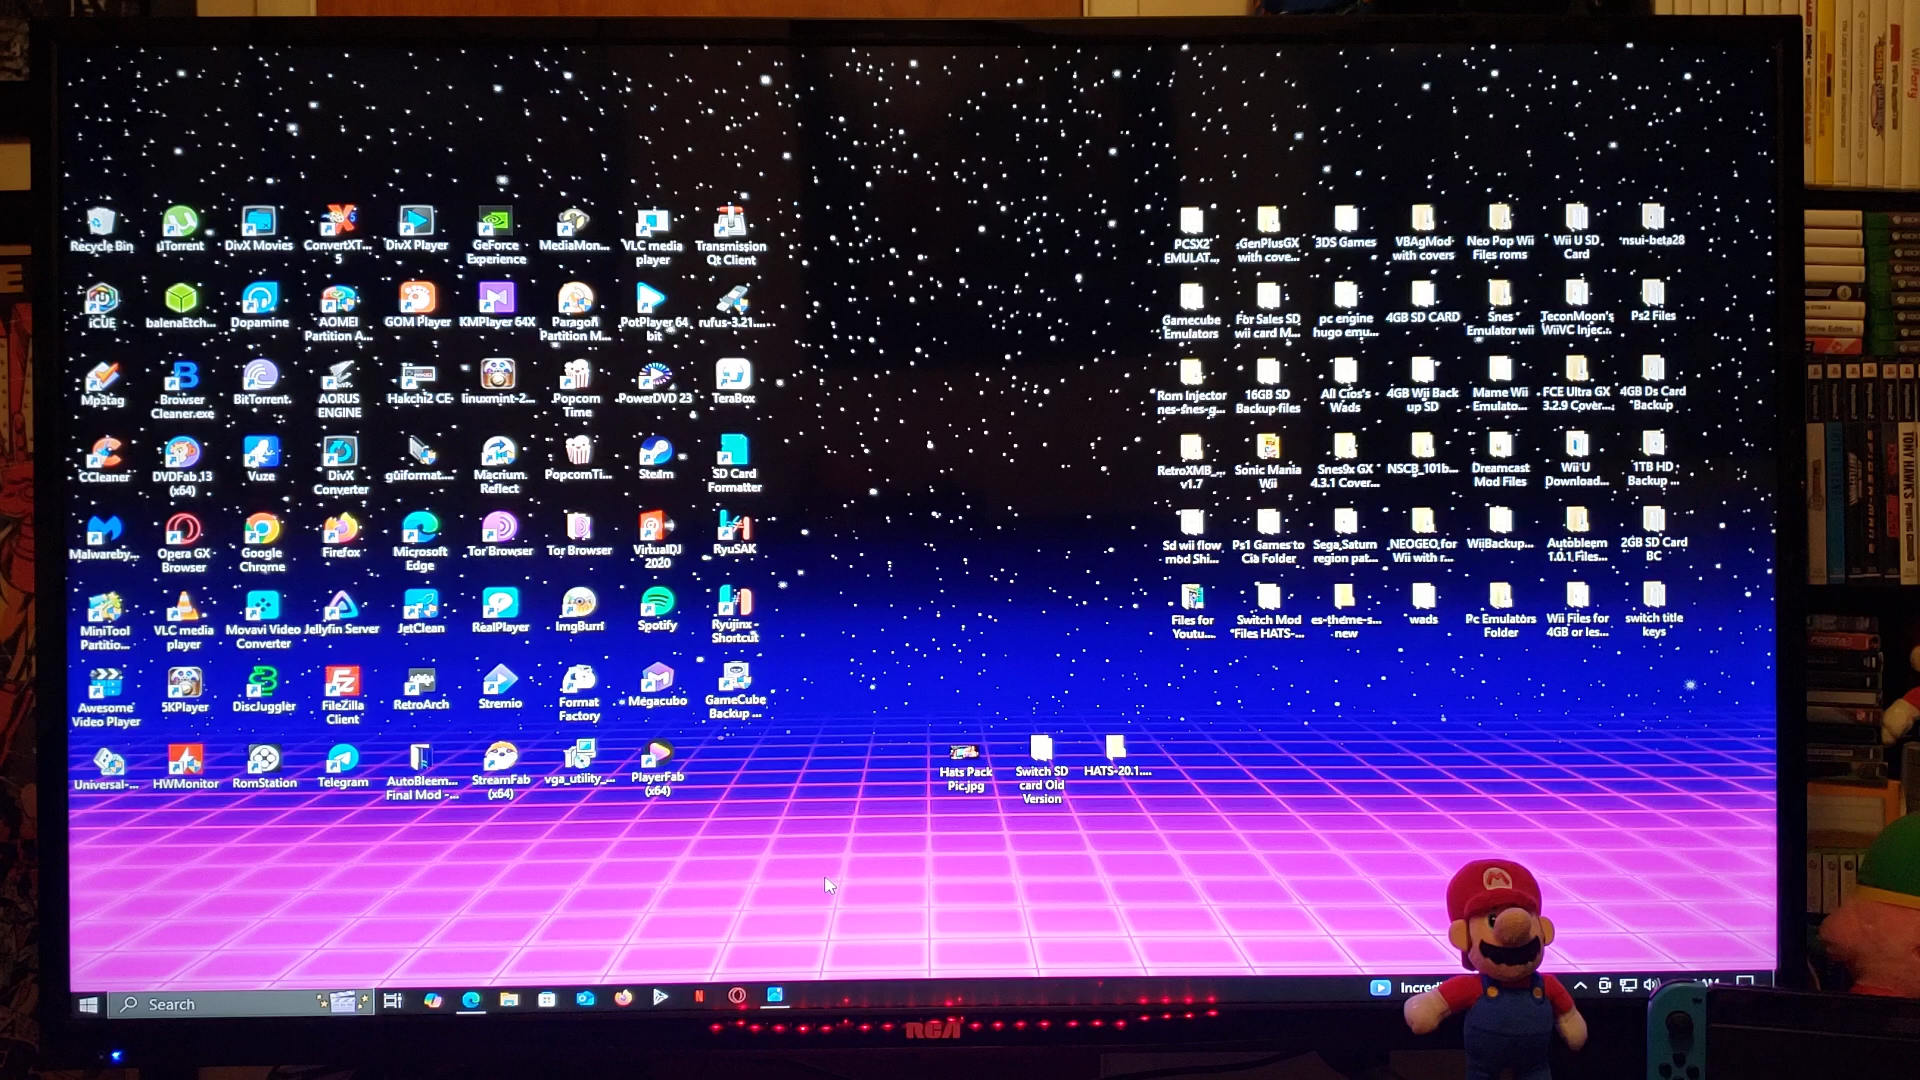 Recycle Bin
µTorrent
DivX Movies
ConvertXT...
5
DivX Player
GeForce
Experience
MediaMon...
VLC media
player
Transmission
Qt Client
iCUE
balenaEtch...
Dopamine
AOMEI
Partition A...
GOM Player
KMPlayer 64X
Paragon
Partition M...
PotPlayer 64
bit
rufus-3.21....
Mp3tag
Browser
Cleaner.exe
BitTorrent
AORUS
ENGINE
Hakchi2 CE
linuxmint-2...
Popcorn
Time
PowerDVD 23
TeraBox
CCleaner
DVDFab 13
(x64)
Vuze
DivX
Converter
guiformat....
Macrium
Reflect
PopcornTi...
Steam
SD Card
Formatter
Malwareby...
Opera GX
Browser
Google
Chrome
Firefox
Microsoft
Edge
Tor Browser
Tor Browser
VirtualDJ
2020
RyuSAK
MiniTool
Partitio...
VLC media
player
Movavi Video
Converter
Jellyfin Server
JetClean
RealPlayer
ImgBurn
Spotify
Ryujinx -
Shortcut
Awesome
Video Player
5KPlayer
DiscJuggler
FileZilla
Client
RetroArch
Stremio
Format
Factory
Megacubo
GameCube
Backup ...
Universal-...
HWMonitor
RomStation
Telegram
AutoBleem...
Final Mod -...
StreamFab
(x64)
vga_utility_...
PlayerFab
(x64)
Hats Pack
Pic.jpg
Switch SD
card Old
Version
HATS-20.1....
PCSX2
EMULAT...
GenPlusGX
with cove...
3DS Games
VBAgMod
with covers
Neo Pop Wii
Files roms
Wii U SD
Card
nsui-beta28
Gamecube
Emulators
For Sales SD
wii card M...
pc engine
hugo emu...
4GB SD CARD
Snes
Emulator wii
TeconMoon's
WiiVC Injec...
Ps2 Files
Rom Injector
nes-snes-g...
16GB SD
Backup files
All Cios's
Wads
4GB Wii Back
up SD
Mame Wii
Emulato...
FCE Ultra GX
3.2.9 Cover...
4GB Ds Card
Backup
RetroXMB_...
v1.7
Sonic Mania
Wii
Snes9x GX
4.3.1 Cover...
NSCB_101b...
Dreamcast
Mod Files
Wii U
Download...
1TB HD
Backup ...
Sd wii flow
mod Shi...
Ps1 Games to
Cia Folder
Sega Saturn
region pat...
NEOGEO for
Wii with r...
WiiBackup...
Autobleem
1.0.1 Files...
2GB SD Card
BC
Files for
Youtu...
Switch Mod
Files HATS-...
es-theme-s...
new
wads
Pc Emulators
Folder
Wii Files for
4GB or les...
switch title
keys
Search
Incredi
RCA
TONY HAWK'S